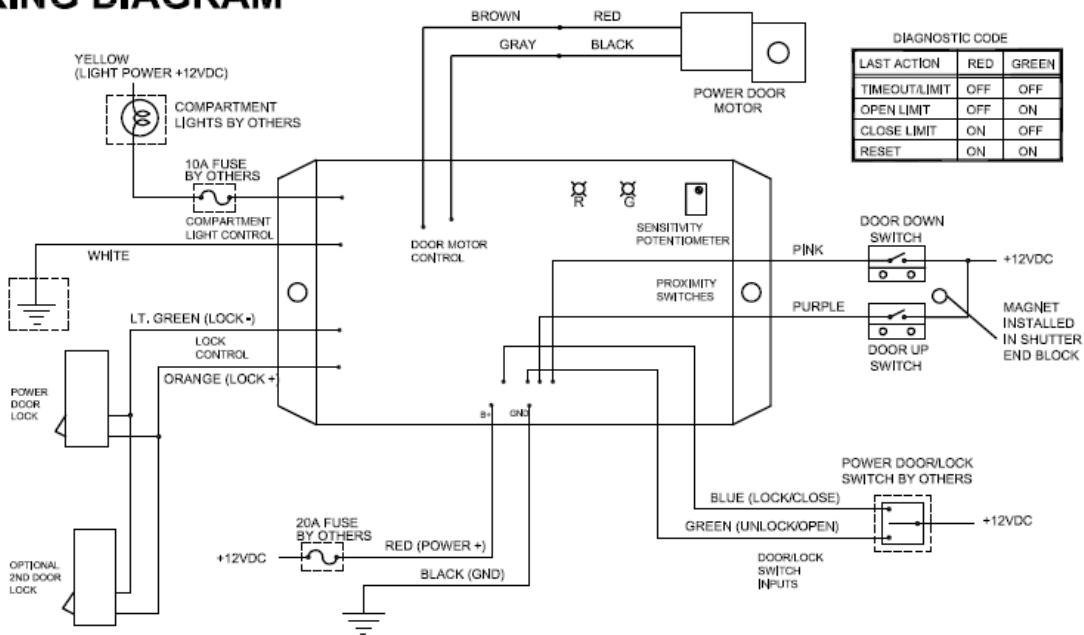 DIAGRAM
BROWN
RED
GRAY
BLACK
POWER DOOR
MOTOR
DIAGNOSTIC CODE
LAST ACTION RED GREEN
TIMEOUT/LIMIT OFF OFF
OPEN LIMIT OFF ON
CLOSE LIMIT ON OFF
RESET ON ON
YELLOW
(LIGHT POWER +12VDC)
COMPARTMENT
LIGHTS BY OTHERS
10A FUSE
BY OTHERS
COMPARTMENT
LIGHT CONTROL
WHITE
DOOR MOTOR
CONTROL
R
G
SENSITIVITY
POTENTIOMETER
PROXIMITY
SWITCHES
PINK
DOOR DOWN
SWITCH
+12VDC
PURPLE
DOOR UP
SWITCH
MAGNET
INSTALLED
IN SHUTTER
END BLOCK
LT. GREEN (LOCK -)
LOCK
CONTROL
ORANGE (LOCK +)
POWER
DOOR
LOCK
B+
GND
POWER DOOR/LOCK
SWITCH BY OTHERS
BLUE (LOCK/CLOSE)
GREEN (UNLOCK/OPEN)
+12VDC
DOOR/LOCK
SWITCH
INPUTS
20A FUSE
BY OTHERS
+12VDC
RED (POWER +)
BLACK (GND)
OPTIONAL
2ND DOOR
LOCK